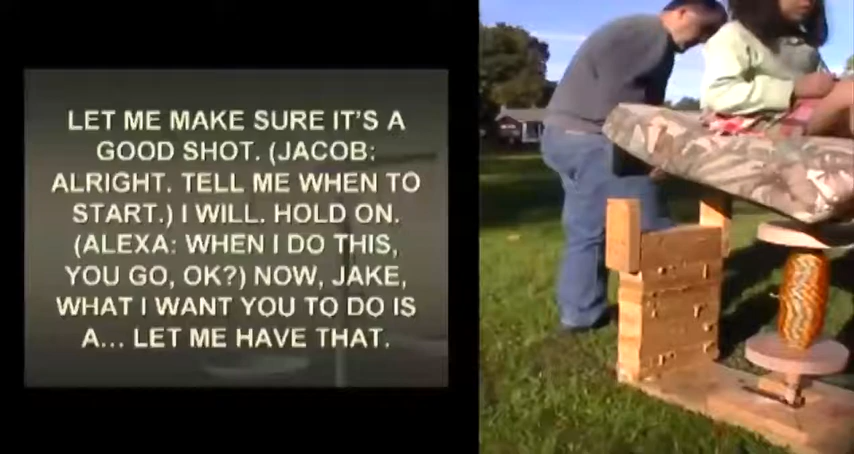 LET ME MAKE SURE IT'S A
GOOD SHOT. (JACOB:
ALRIGHT. TELL ME WHEN TO
START.) I WILL. HOLD ON.
(ALEXA: WHEN I DO THIS,
YOU GO, OK?) NOW, JAKE,
WHAT I WANT YOU TO DO IS
A... LET ME HAVE THAT.